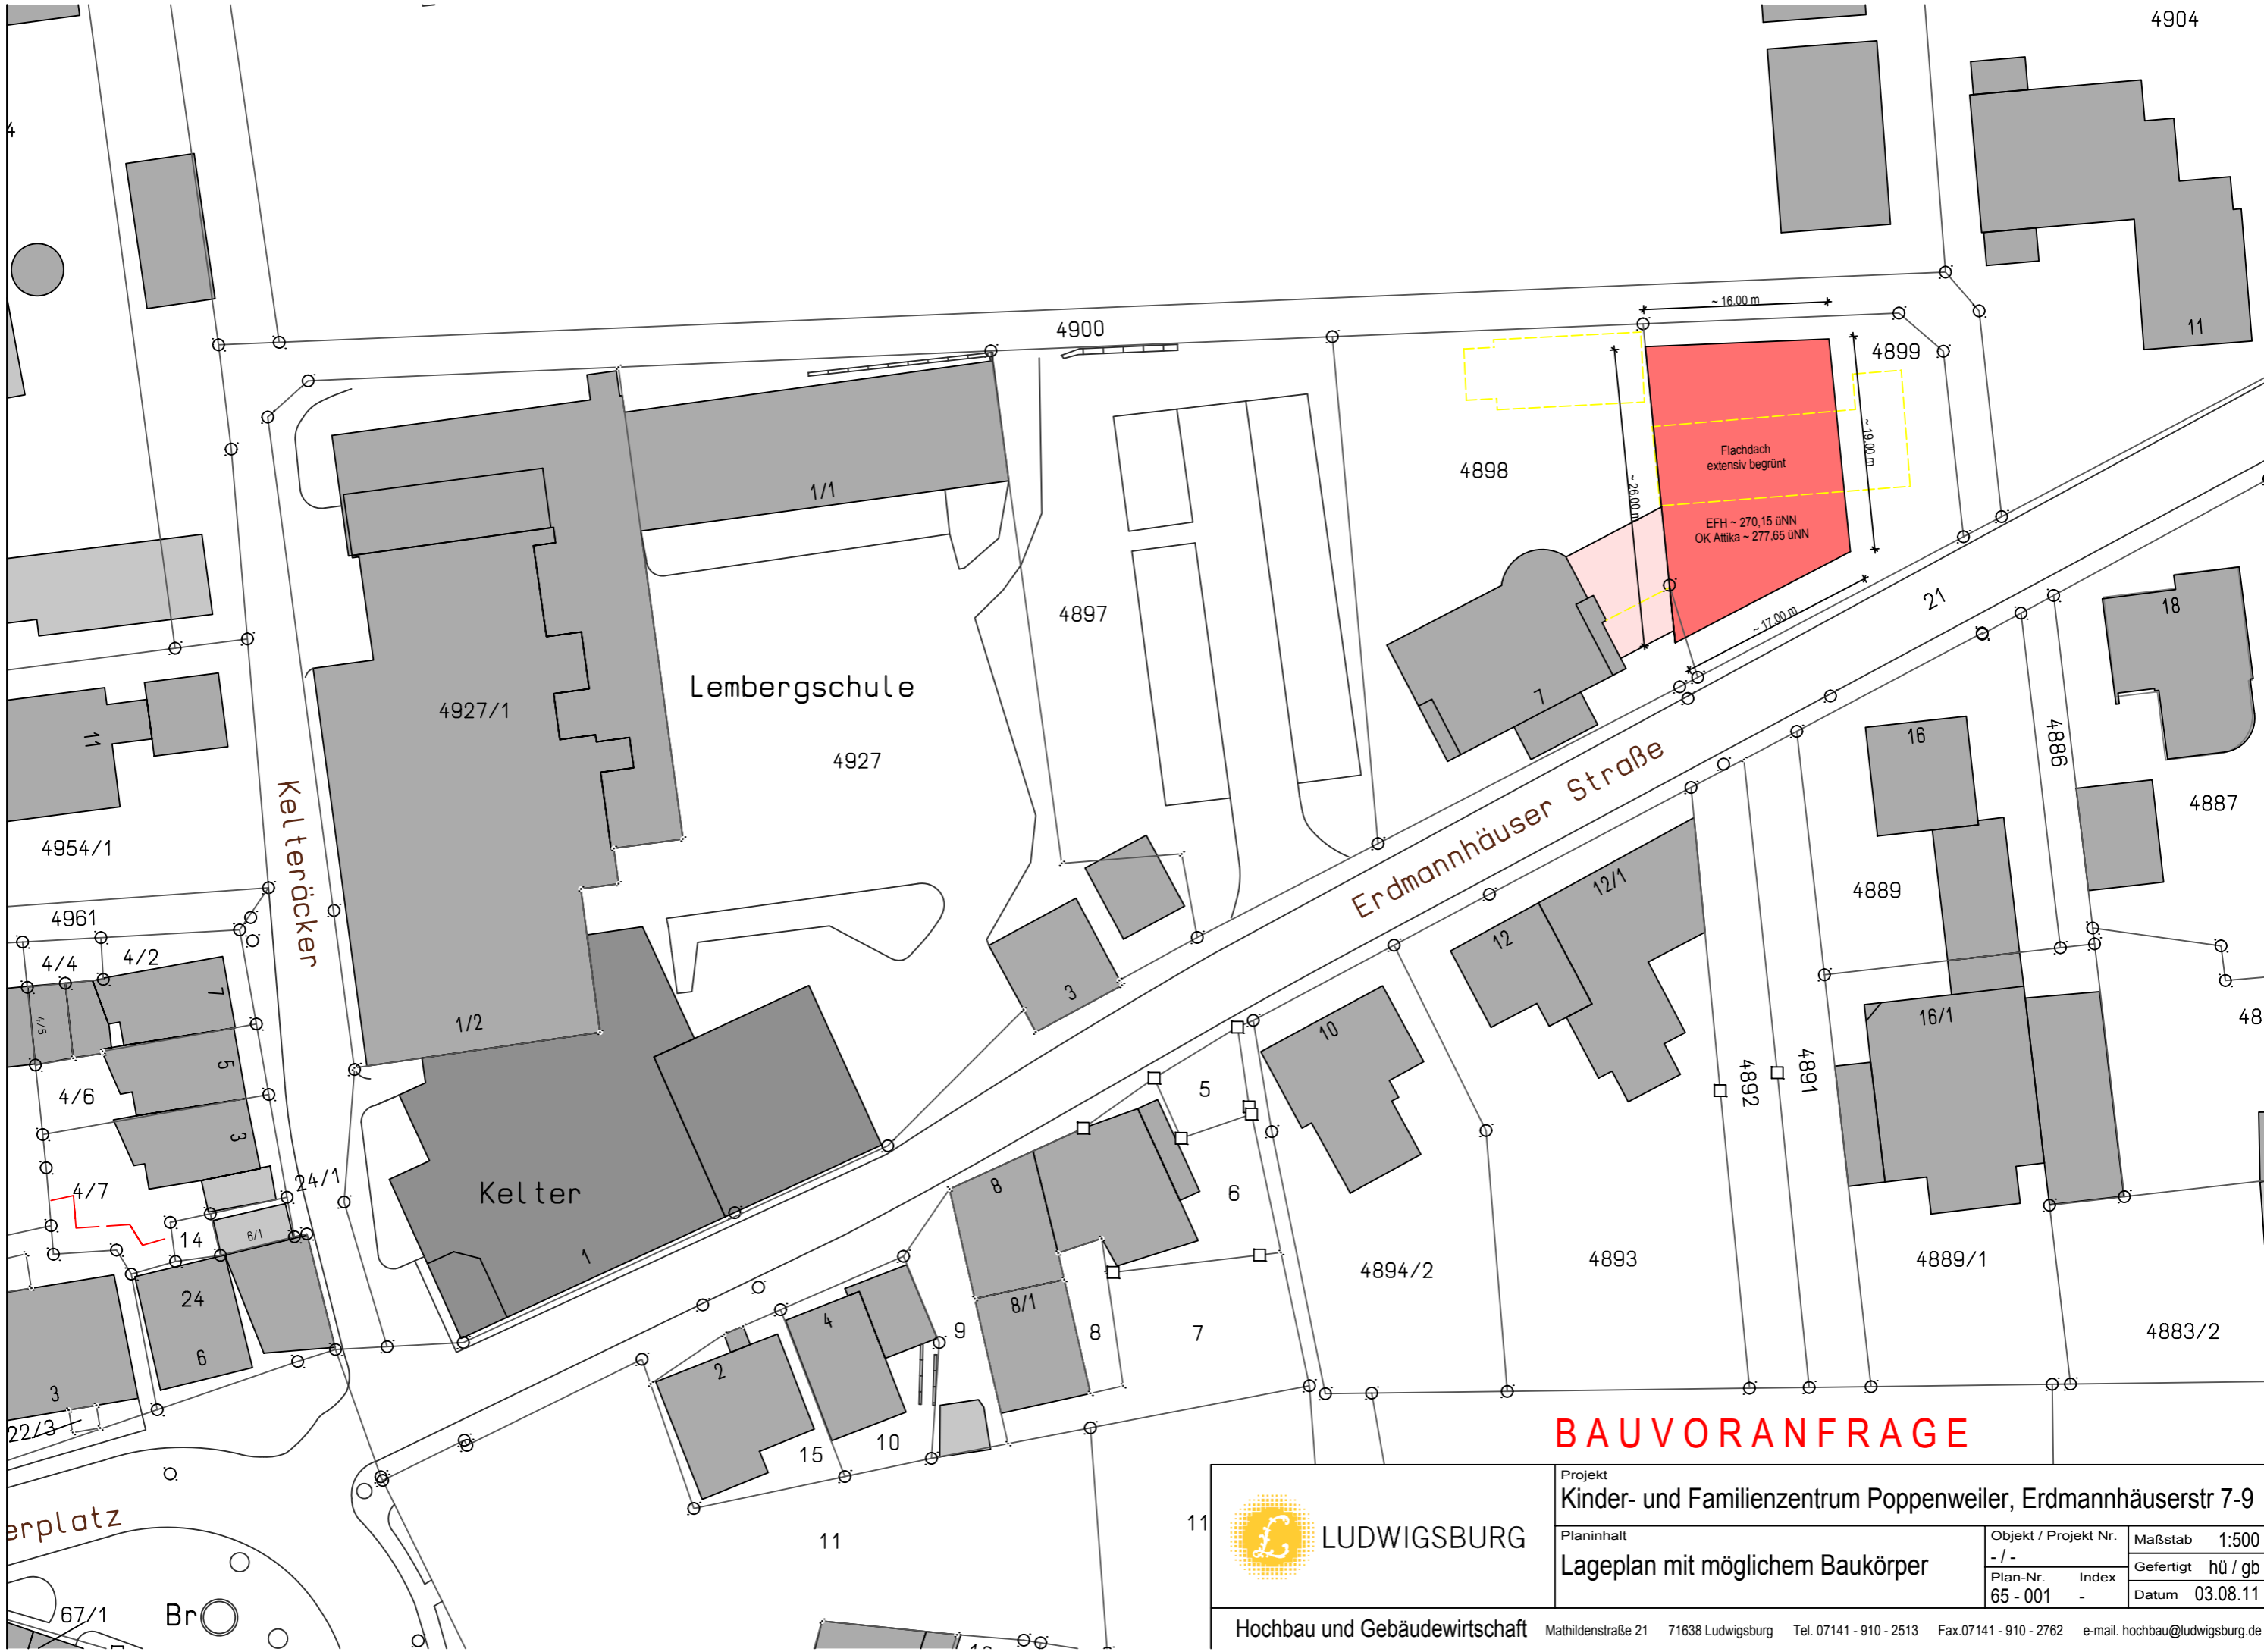 4904
4
11
4900
~ 16.00 m
4899
~ 19.00 m
~ 26.00 m
~ 17.00 m
Flachdach
extensiv begrünt
EFH ~ 270,15 üNN
OK Attika ~ 277,65 üNN
4898
1/1
4897
21
18
7
Lembergschule
4927/1
4927
11
Kelteräcker
Erdmannhäuser Straße
16
4886
4887
4954/1
4889
12/1
12
4961
4/4
4/2
7
4/5
3
1/2
10
16/1
48
5
4/6
5
4892
4891
3
4/7
24/1
Kelter
8
6
14
6/1
1
4894/2
4893
4889/1
24
6
4
8/1
9
8
7
4883/2
2
3
22/3
15
10
11
11
erplatz
67/1
Br
BAUVORANFRAGE
LUDWIGSBURG
Projekt
Kinder- und Familienzentrum Poppenweiler, Erdmannhäuserstr 7-9
Planinhalt
Lageplan mit möglichem Baukörper
Objekt / Projekt Nr.
- / -
Plan-Nr. Index
65 - 001 -
Maßstab 1:500
Gefertigt hü / gb
Datum 03.08.11
Hochbau und Gebäudewirtschaft Mathildenstraße 21 71638 Ludwigsburg Tel. 07141 - 910 - 2513 Fax.07141 - 910 - 2762 e-mail. hochbau@ludwigsburg.de